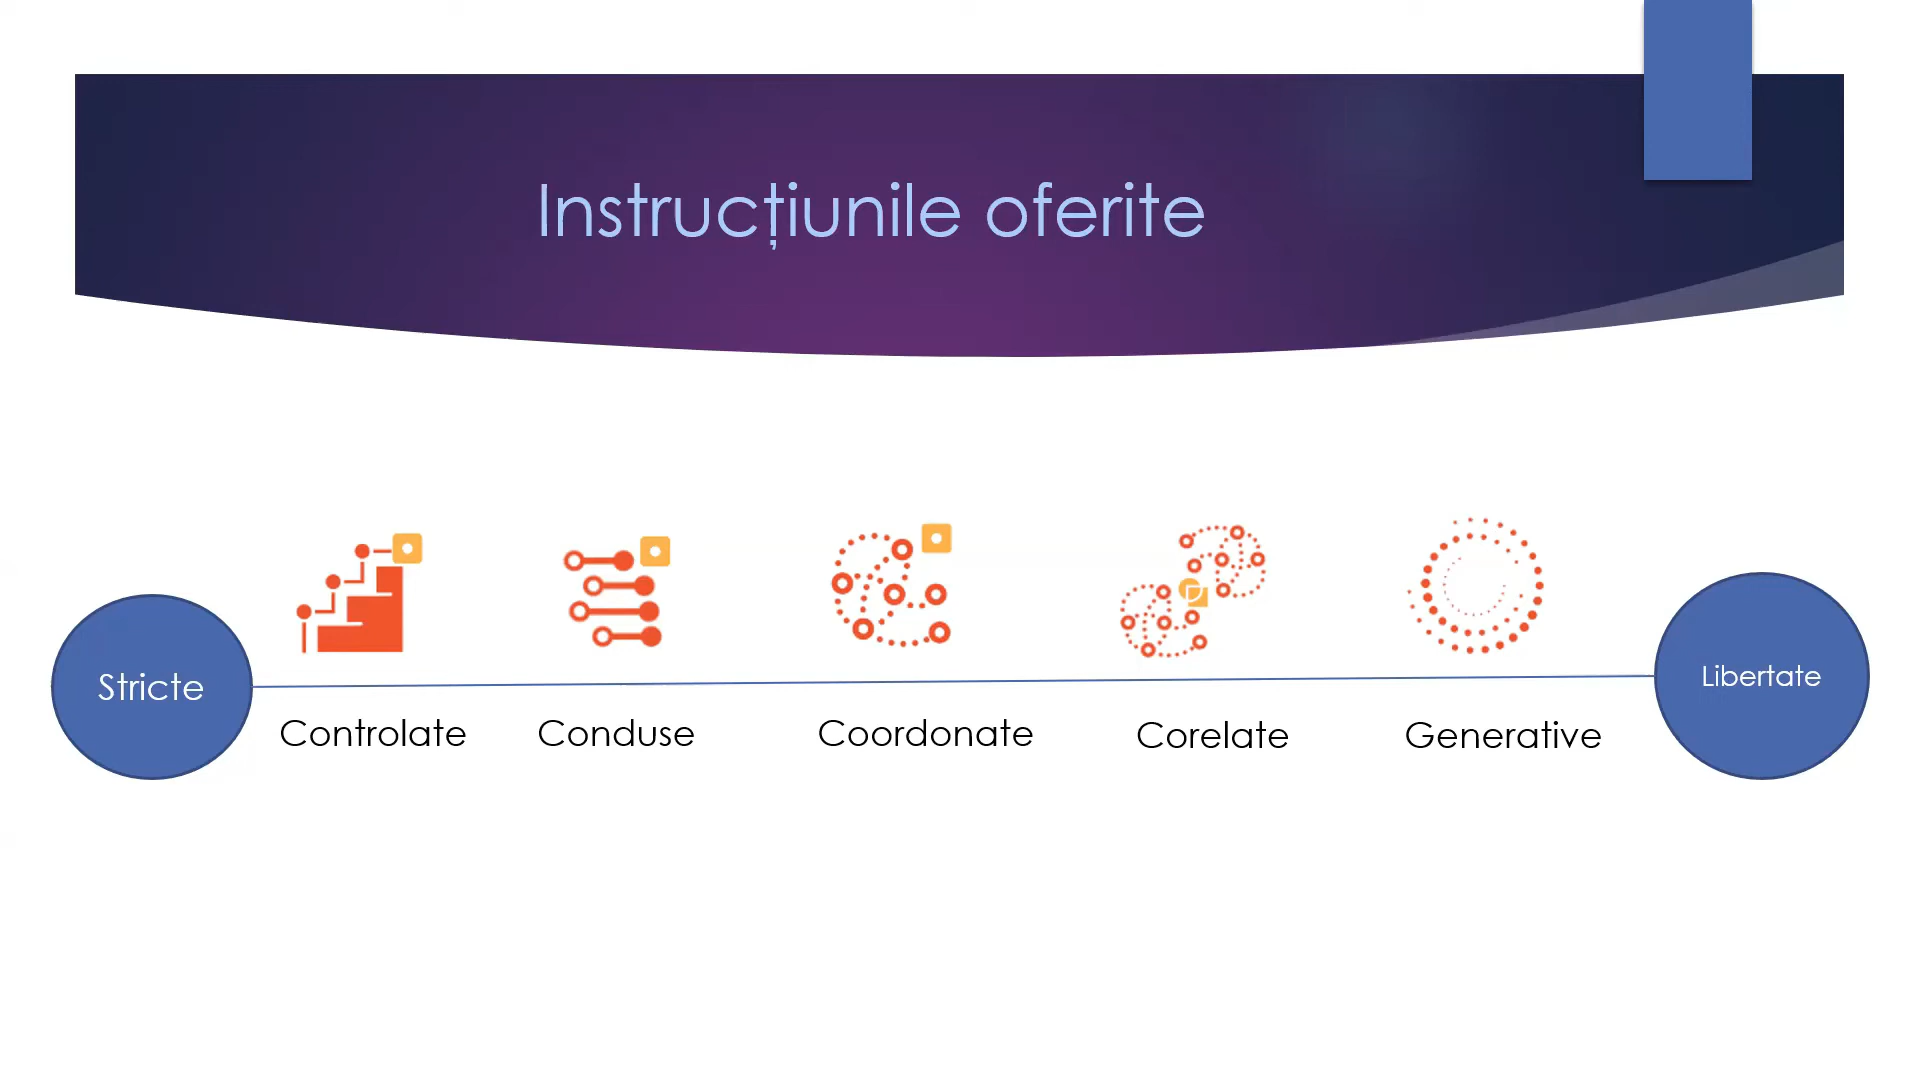 Instrucțiunile oferite
Stricte
Libertate
Controlate
Conduse
Coordonate
Corelate
Generative